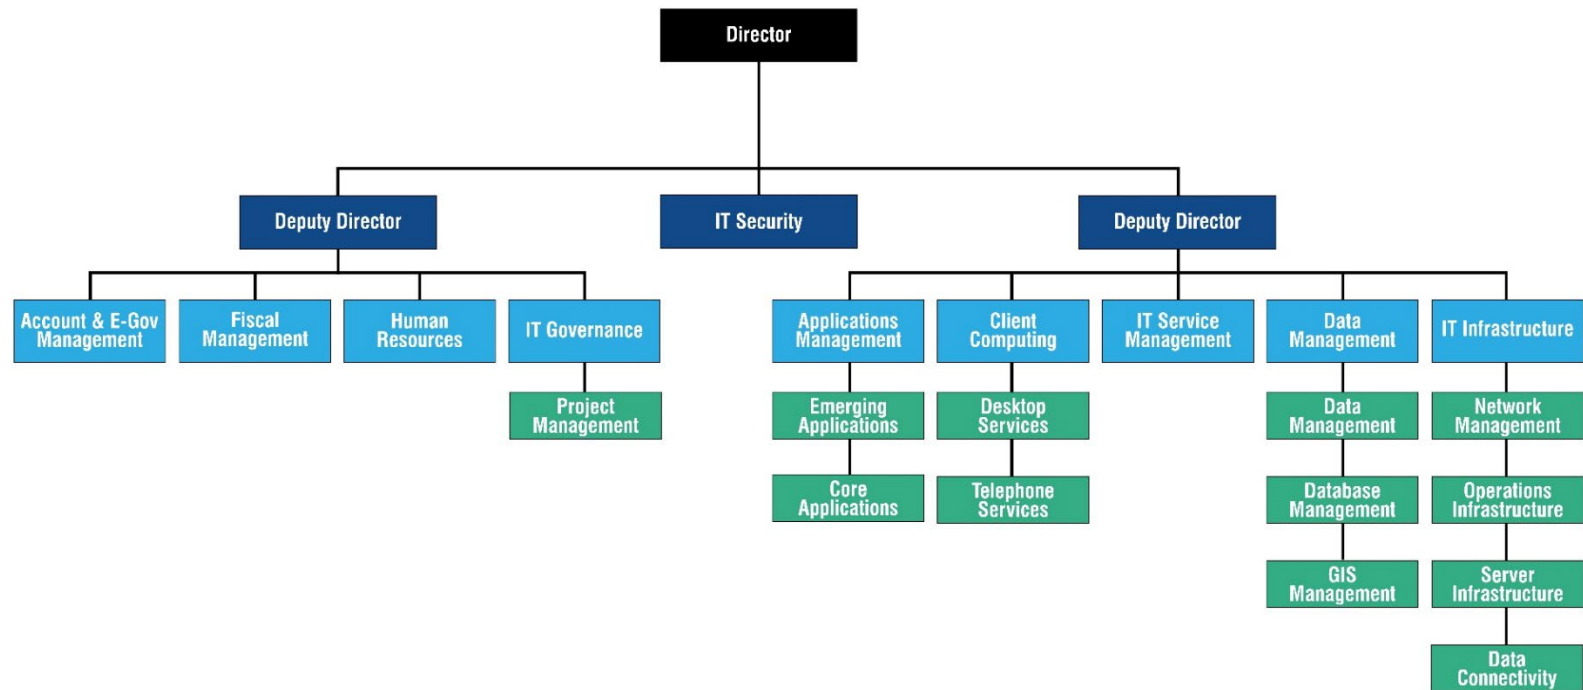 Director
Deputy Director
IT Security
Deputy Director
Account & E-Gov
Management
Fiscal
Management
Human
Resources
IT Governance
Applications
Management
Client
Computing
IT Service
Management
Data
Management
IT Infrastructure
Project
Management
Emerging
Applications
Desktop
Services
Data
Management
Network
Management
Core
Applications
Telephone
Services
Database
Management
Operations
Infrastructure
GIS
Management
Server
Infrastructure
Data
Connectivity